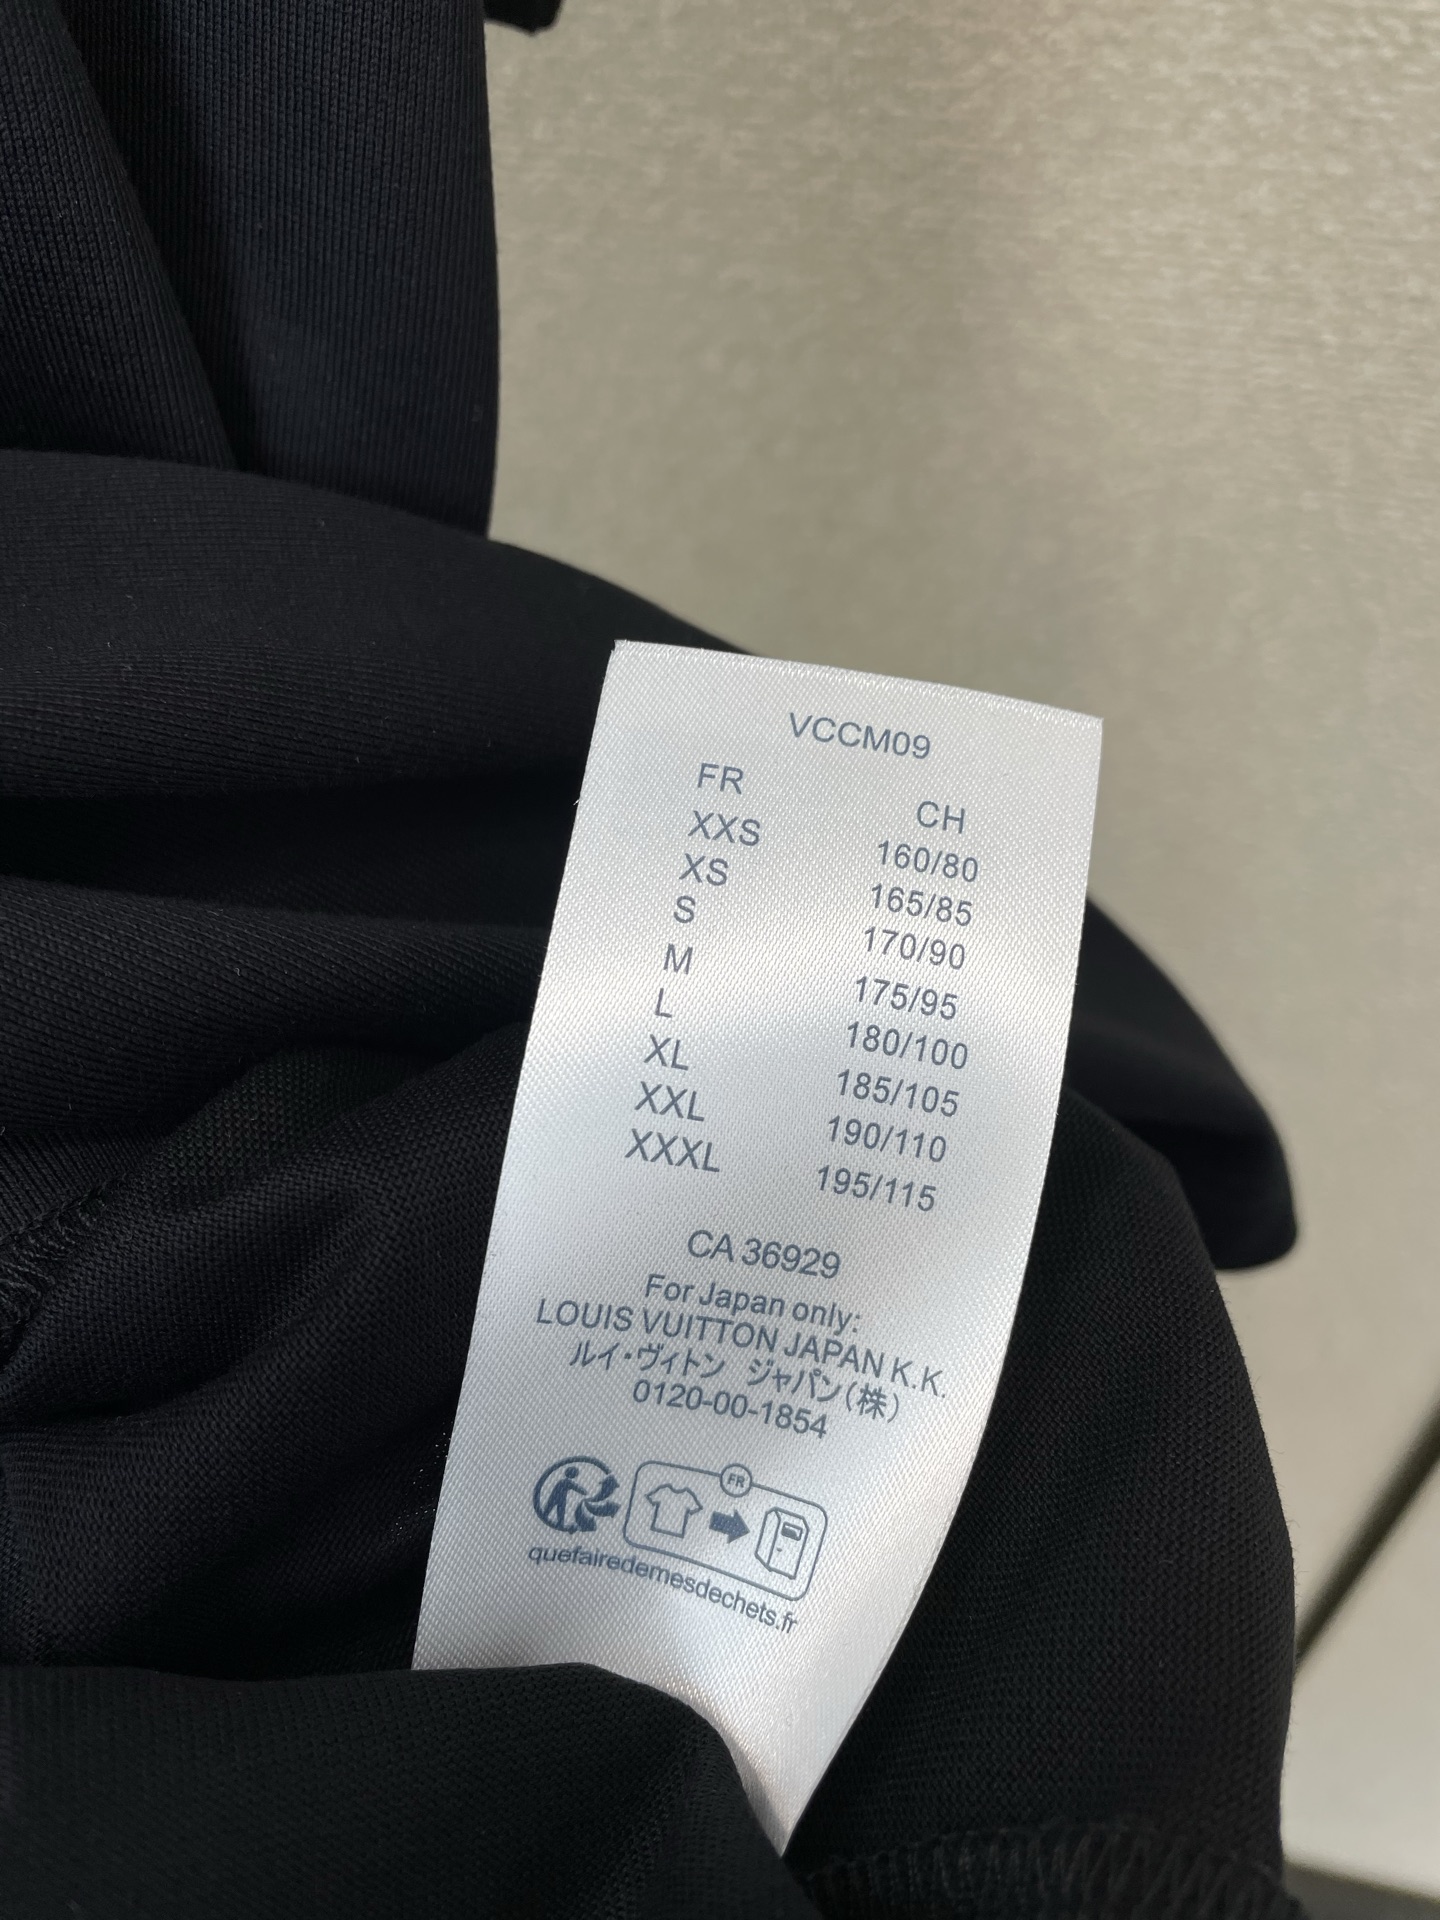 VCCM09
FR CH
XXS 160/80
XS 165/85
S 170/90
M 175/95
L 180/100
XL 185/105
XXL 190/110
XXXL 195/115
CA 36929
For Japan only:
LOUIS VUITTON JAPAN K.K.
ルイ・ヴィトン ジャパン(株)
0120-00-1854
FR
quefairedemesdechets.fr